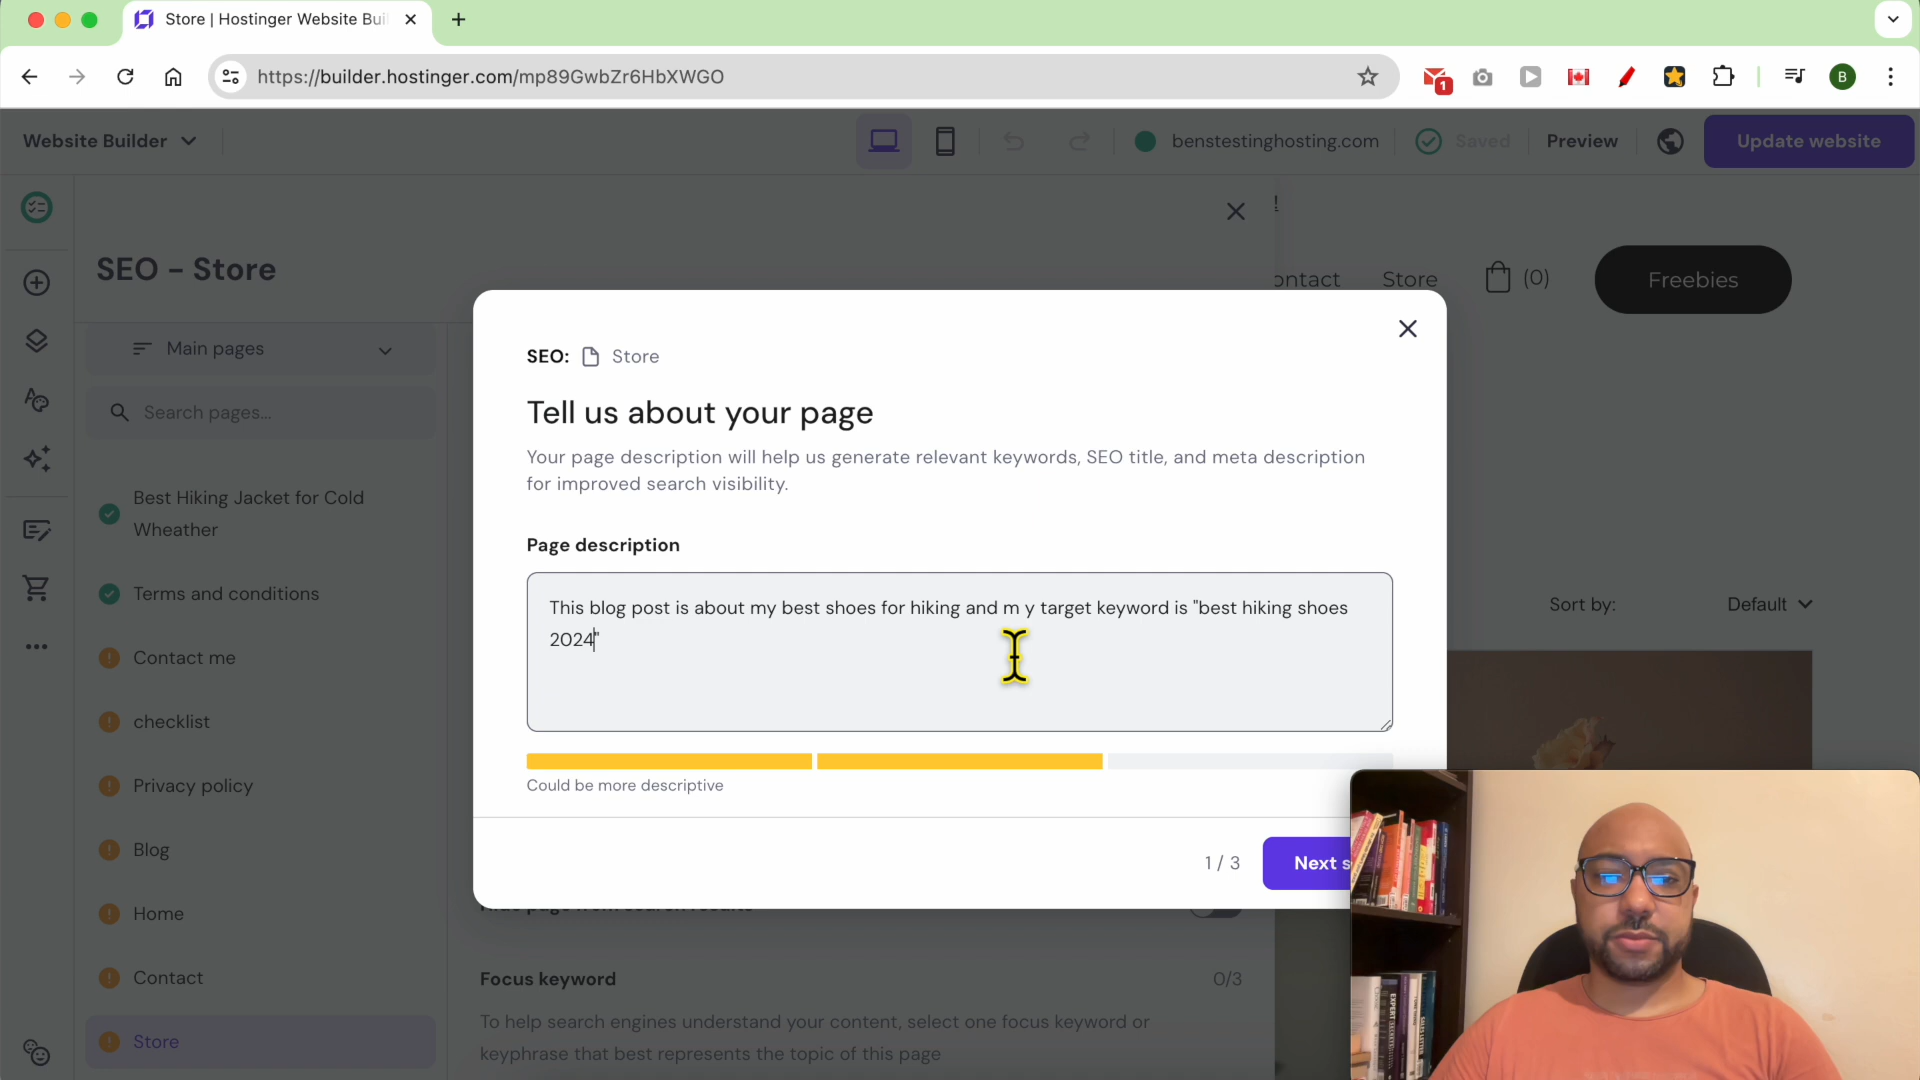 Store | Hostinger Website Bui
https://builder.hostinger.com/mp89GwbZr6HbXWGO
1
B
Website Builder
benstestinghosting.com
Saved
Preview
Update website
SEO - Store
ontact
Store
(0)
Freebies
Main pages
Search pages...
Best Hiking Jacket for Cold
Wheather
Terms and conditions
Contact me
checklist
Privacy policy
Blog
Home
Contact
Store
SEO: Store
Tell us about your page
Your page description will help us generate relevant keywords, SEO title, and meta description
for improved search visibility.
Page description
This blog post is about my best shoes for hiking and m y target keyword is "best hiking shoes
2024"
Could be more descriptive
1 / 3
Next s
Sort by:
Default
Focus keyword
0/3
To help search engines understand your content, select one focus keyword or
keyphrase that best represents the topic of this page